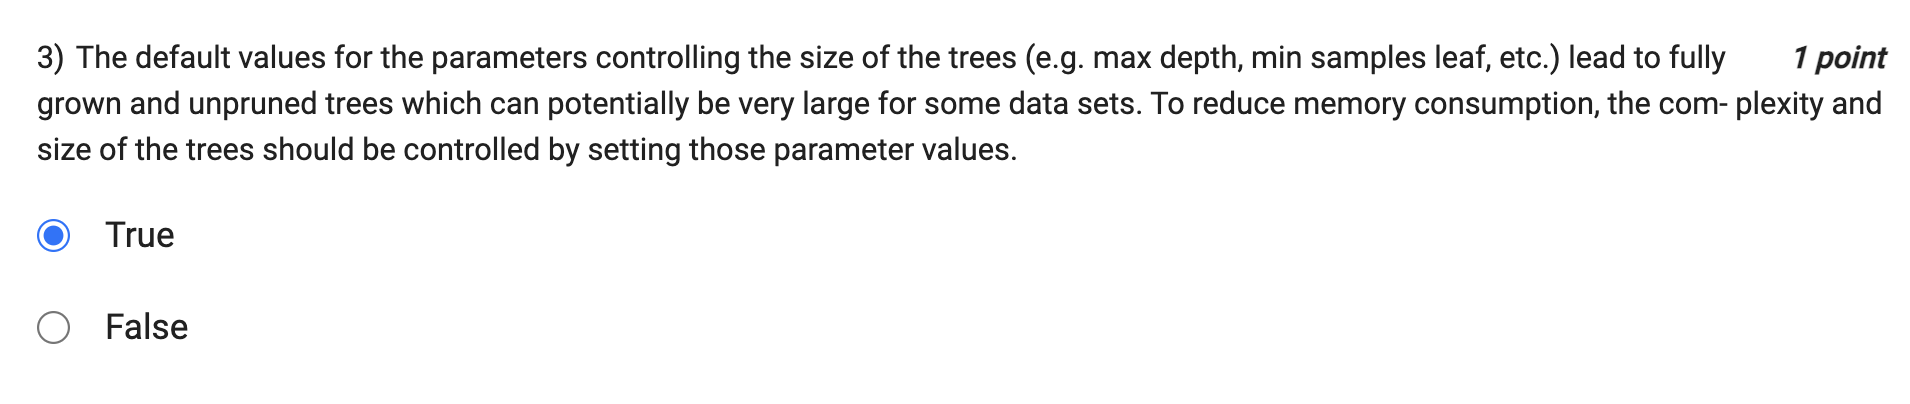 3) The default values for the parameters controlling the size of the trees (e.g. max depth, min samples leaf, etc.) lead to fully 1 point
grown and unpruned trees which can potentially be very large for some data sets. To reduce memory consumption, the com- plexity and
size of the trees should be controlled by setting those parameter values.
True
False